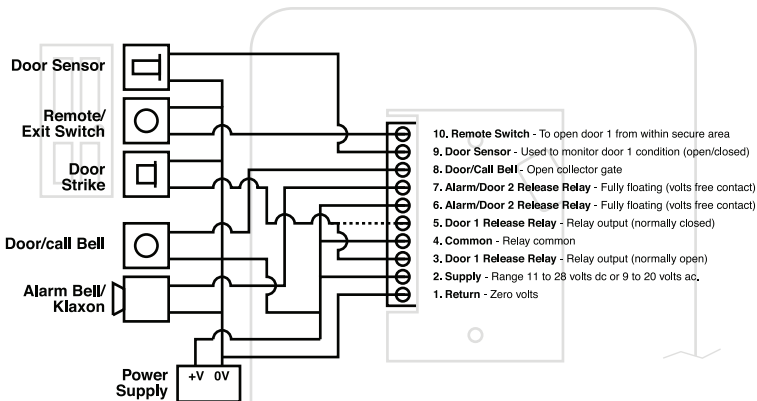 Door Sensor
Remote/
Exit Switch
Door
Strike
Door/call Bell
Alarm Bell/
Klaxon
Power
Supply
+V 0V
10. Remote Switch - To open door 1 from within secure area
9. Door Sensor - Used to monitor door 1 condition (open/closed)
8. Door/Call Bell - Open collector gate
7. Alarm/Door 2 Release Relay - Fully floating (volts free contact)
6. Alarm/Door 2 Release Relay - Fully floating (volts free contact)
5. Door 1 Release Relay - Relay output (normally closed)
4. Common - Relay common
3. Door 1 Release Relay - Relay output (normally open)
2. Supply - Range 11 to 28 volts dc or 9 to 20 volts ac.
1. Return - Zero volts